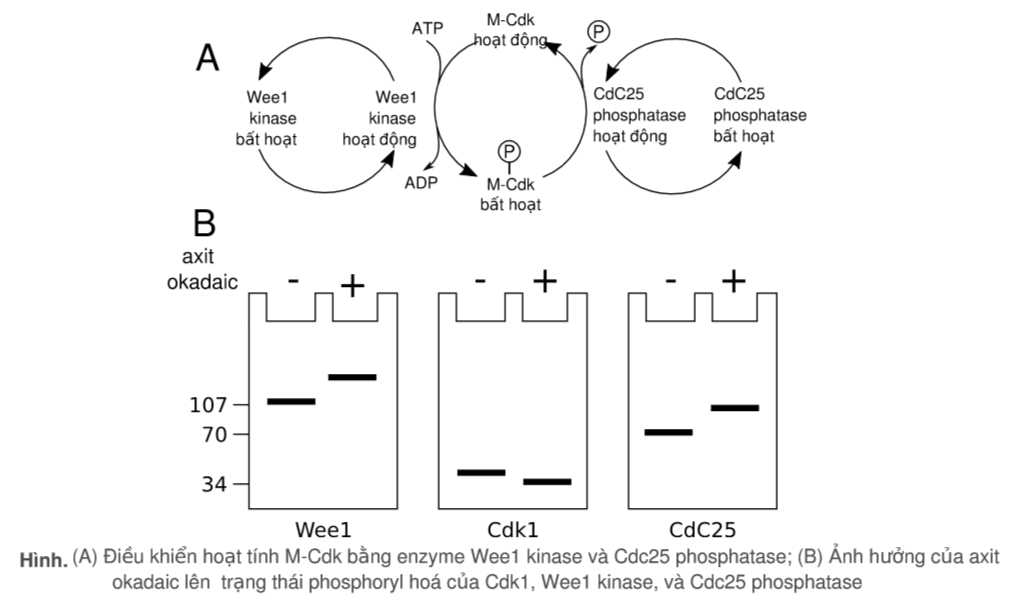 A
ATP
M-Cdk
hoạt động
P
Wee1
kinase
bất hoạt
Wee1
kinase
hoạt động
CdC25
phosphatase
hoạt động
CdC25
phosphatase
bất hoạt
P
ADP
M-Cdk
bất hoạt
B
axit
okadaic
- +
- +
- +
107
70
34
Wee1
Cdk1
CdC25
Hình. (A) Điều khiển hoạt tính M-Cdk bằng enzyme Wee1 kinase và Cdc25 phosphatase; (B) Ảnh hưởng của axit
okadaic lên trạng thái phosphoryl hoá của Cdk1, Wee1 kinase, và Cdc25 phosphatase